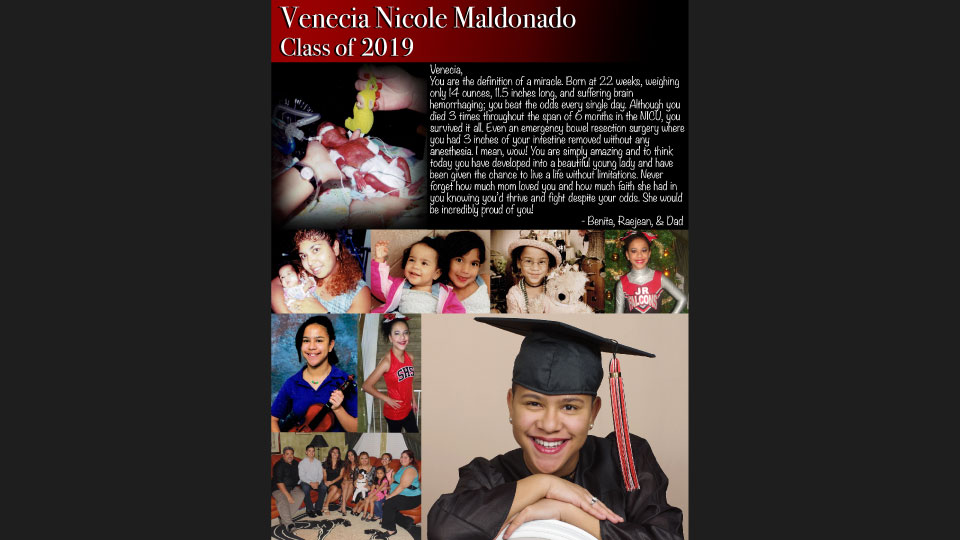 Venecia Nicole Maldonado
Class of 2019
Venecia,
You are the definition of a miracle. Born at 22 weeks, weighing
only 14 ounces, 11.5 inches long, and suffering brain
hemorrhaging; you beat the odds every single day. Although you
died 3 times throughout the span of 6 months in the NICU, you
survived it all. Even an emergency bowel resection surgery where
you had 3 inches of your intestine removed without any
anesthesia. I mean, wow! You are simply amazing and to think
today you have developed into a beautiful young lady and have
been given the chance to live a life without limitations. Never
forget how much mom loved you and how much faith she had in
you knowing you'd thrive and fight despite your odds. She would
be incredibly proud of you!
- Benita, Raejean, & Dad
JR
FALCONS
SHS